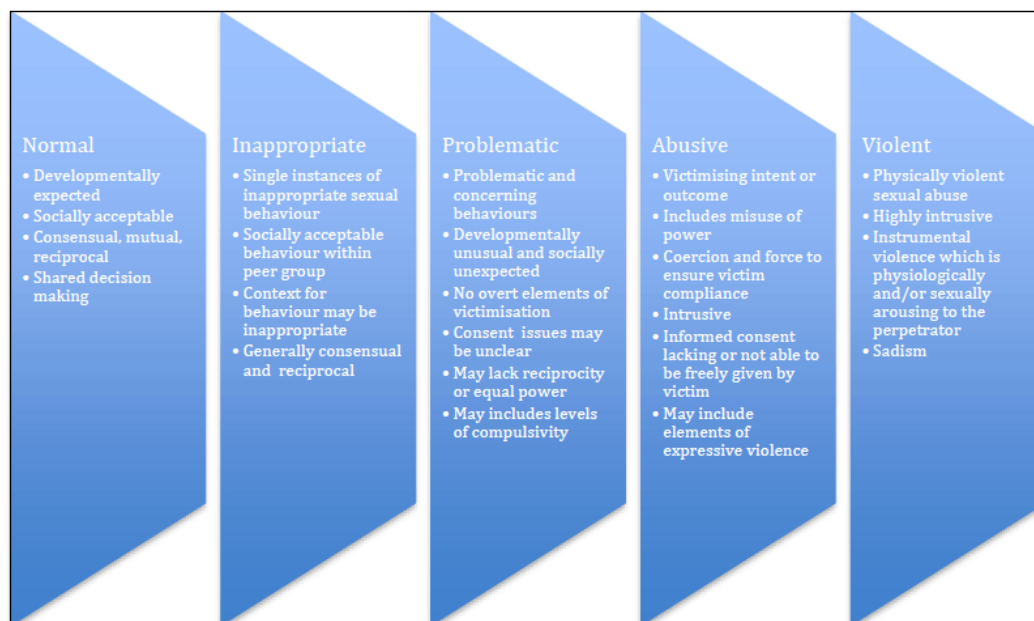 Normal
• Developmentally
expected
• Socially acceptable
• Consensual, mutual,
reciprocal
• Shared decision
making
Inappropriate
• Single instances of
inappropriate sexual
behaviour
• Socially acceptable
behaviour within
peer group
• Context for
behaviour may be
inappropriate
• Generally consensual
and reciprocal
Problematic
• Problematic and
concerning
behaviours
• Developmentally
unusual and socially
unexpected
• No overt elements of
victimisation
• Consent issues may
be unclear
• May lack reciprocity
or equal power
• May includes levels
of compulsivity
Abusive
• Victimising intent or
outcome
• Includes misuse of
power
• Coercion and force to
ensure victim
compliance
• Intrusive
• Informed consent
lacking or not able to
be freely given by
victim
• May include
elements of
expressive violence
Violent
• Physically violent
sexual abuse
• Highly intrusive
• Instrumental
violence which is
physiologically
and/or sexually
arousing to the
perpetrator
• Sadism